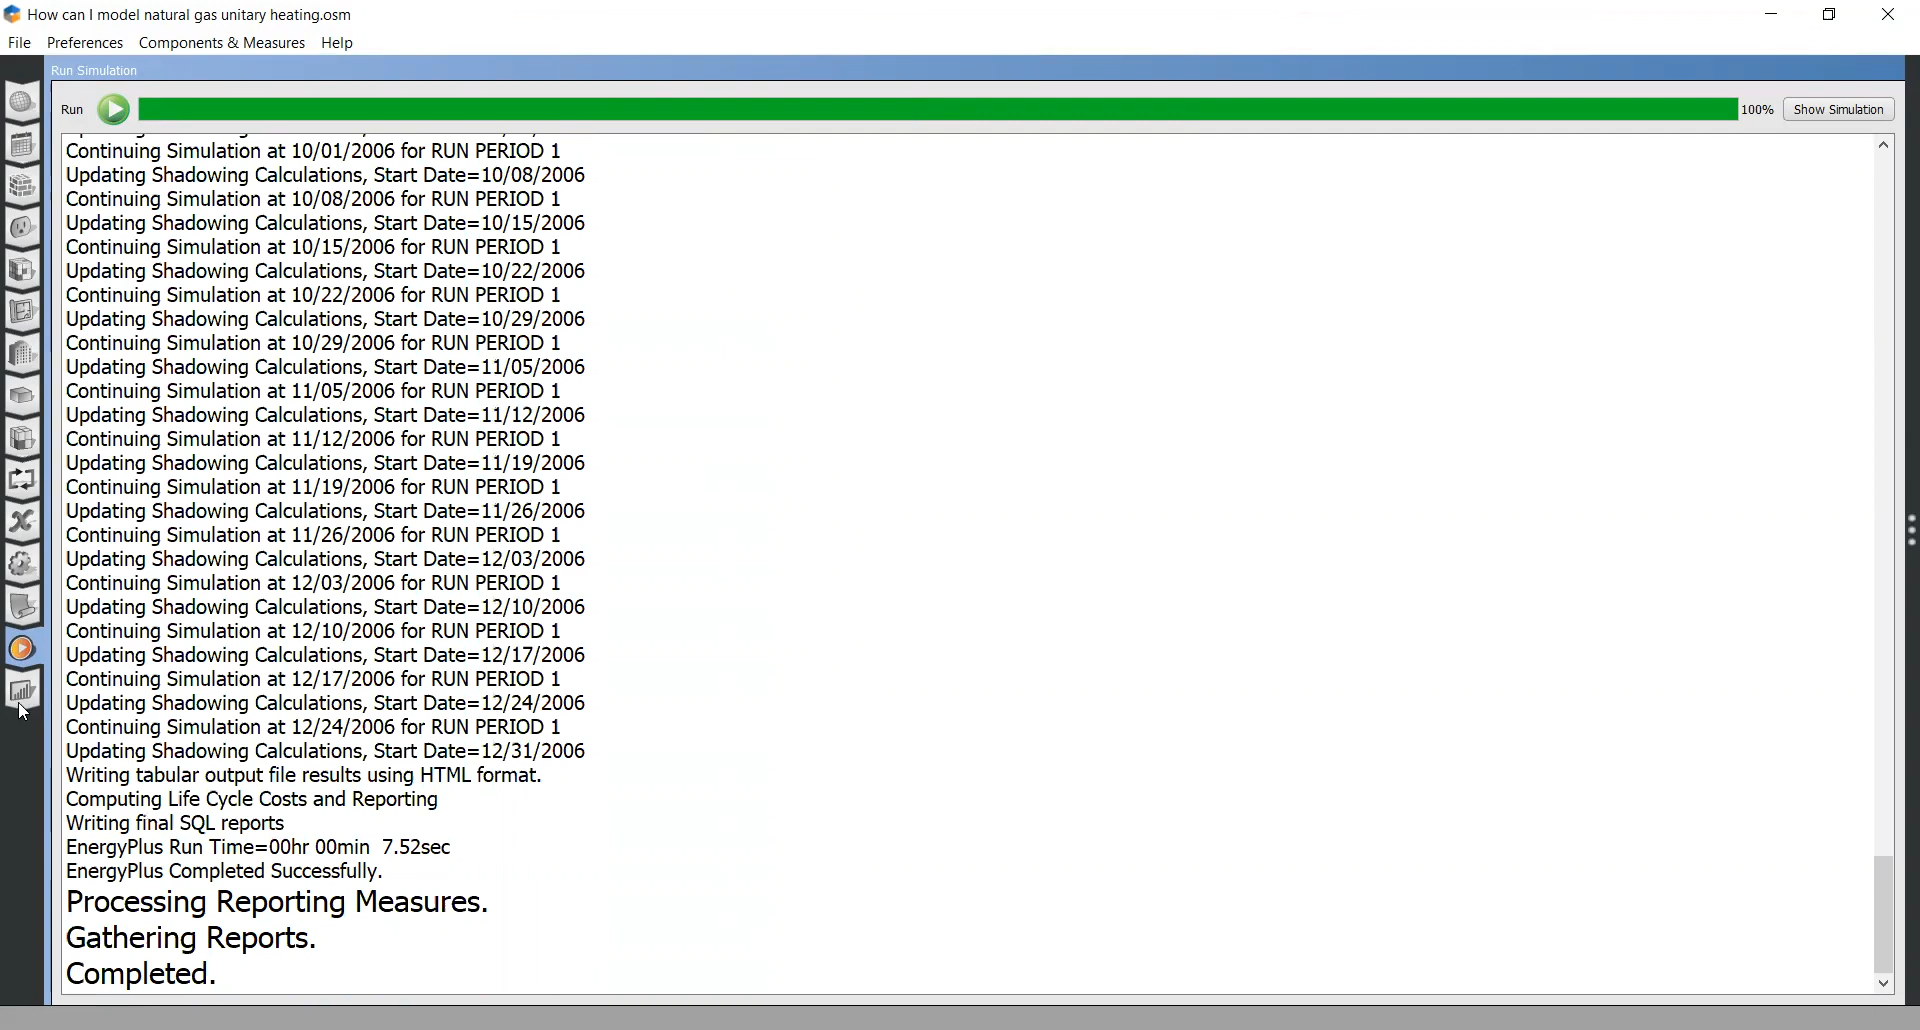 How can I model natural gas unitary heating.osm
File Preferences Components & Measures Help
Run Simulation
Run 100% Show Simulation
Continuing Simulation at 10/01/2006 for RUN PERIOD 1
Updating Shadowing Calculations, Start Date=10/08/2006
Continuing Simulation at 10/08/2006 for RUN PERIOD 1
Updating Shadowing Calculations, Start Date=10/15/2006
Continuing Simulation at 10/15/2006 for RUN PERIOD 1
Updating Shadowing Calculations, Start Date=10/22/2006
Continuing Simulation at 10/22/2006 for RUN PERIOD 1
Updating Shadowing Calculations, Start Date=10/29/2006
Continuing Simulation at 10/29/2006 for RUN PERIOD 1
Updating Shadowing Calculations, Start Date=11/05/2006
Continuing Simulation at 11/05/2006 for RUN PERIOD 1
Updating Shadowing Calculations, Start Date=11/12/2006
Continuing Simulation at 11/12/2006 for RUN PERIOD 1
Updating Shadowing Calculations, Start Date=11/19/2006
Continuing Simulation at 11/19/2006 for RUN PERIOD 1
Updating Shadowing Calculations, Start Date=11/26/2006
Continuing Simulation at 11/26/2006 for RUN PERIOD 1
Updating Shadowing Calculations, Start Date=12/03/2006
Continuing Simulation at 12/03/2006 for RUN PERIOD 1
Updating Shadowing Calculations, Start Date=12/10/2006
Continuing Simulation at 12/10/2006 for RUN PERIOD 1
Updating Shadowing Calculations, Start Date=12/17/2006
Continuing Simulation at 12/17/2006 for RUN PERIOD 1
Updating Shadowing Calculations, Start Date=12/24/2006
Continuing Simulation at 12/24/2006 for RUN PERIOD 1
Updating Shadowing Calculations, Start Date=12/31/2006
Writing tabular output file results using HTML format.
Computing Life Cycle Costs and Reporting
Writing final SQL reports
EnergyPlus Run Time=00hr 00min 7.52sec
EnergyPlus Completed Successfully.
Processing Reporting Measures.
Gathering Reports.
Completed.